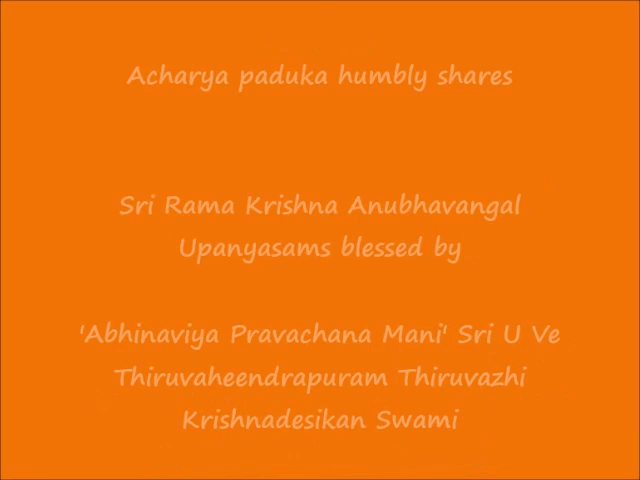 Acharya paduka humbly shares
Sri Rama Krishna Anubhavangal
Upanyasams blessed by
'Abhinaviya Pravachana Mani' Sri U Ve
Thiruvaheendrapuram Thiruvazhi
Krishnadesikan Swami